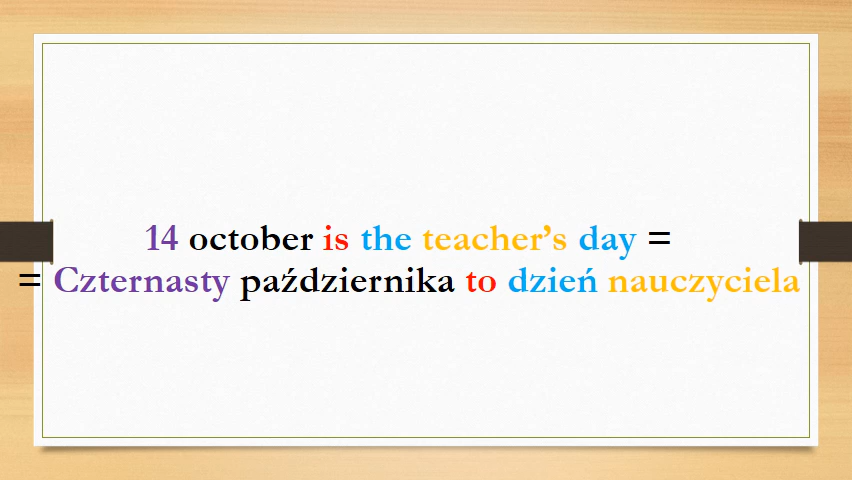 14 october is the teacher’s day =
= Czternasty października to dzień nauczyciela